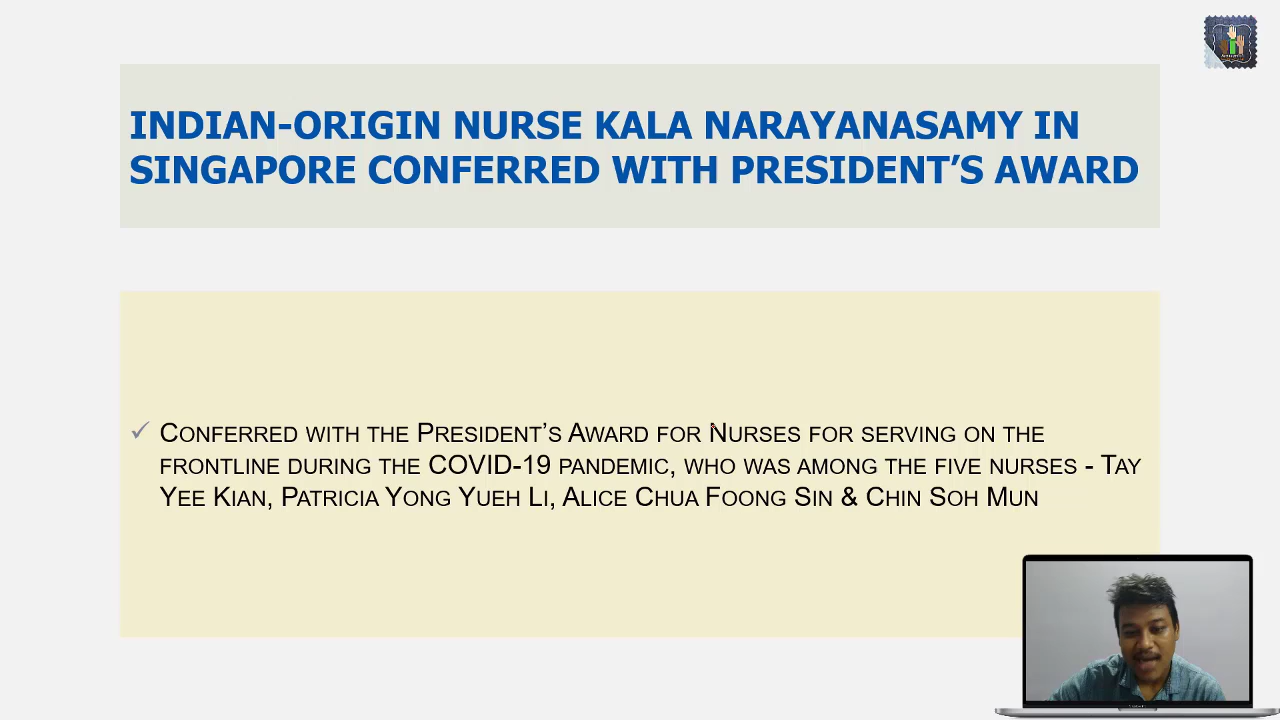 INDIAN-ORIGIN NURSE KALA NARAYANASAMY IN
SINGAPORE CONFERRED WITH PRESIDENT'S AWARD
✓ CONFERRED WITH THE PRESIDENT'S AWARD FOR NURSES FOR SERVING ON THE
FRONTLINE DURING THE COVID-19 PANDEMIC, WHO WAS AMONG THE FIVE NURSES - TAY
YEE KIAN, PATRICIA YONG YUEH LI, ALICE CHUA FOONG SIN & CHIN SOH MUN